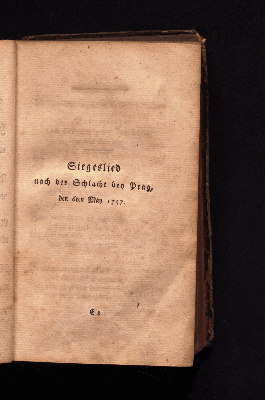 Siegeslied
nach der Schlacht bey Prag,
den 6ten May 1757.
E 2